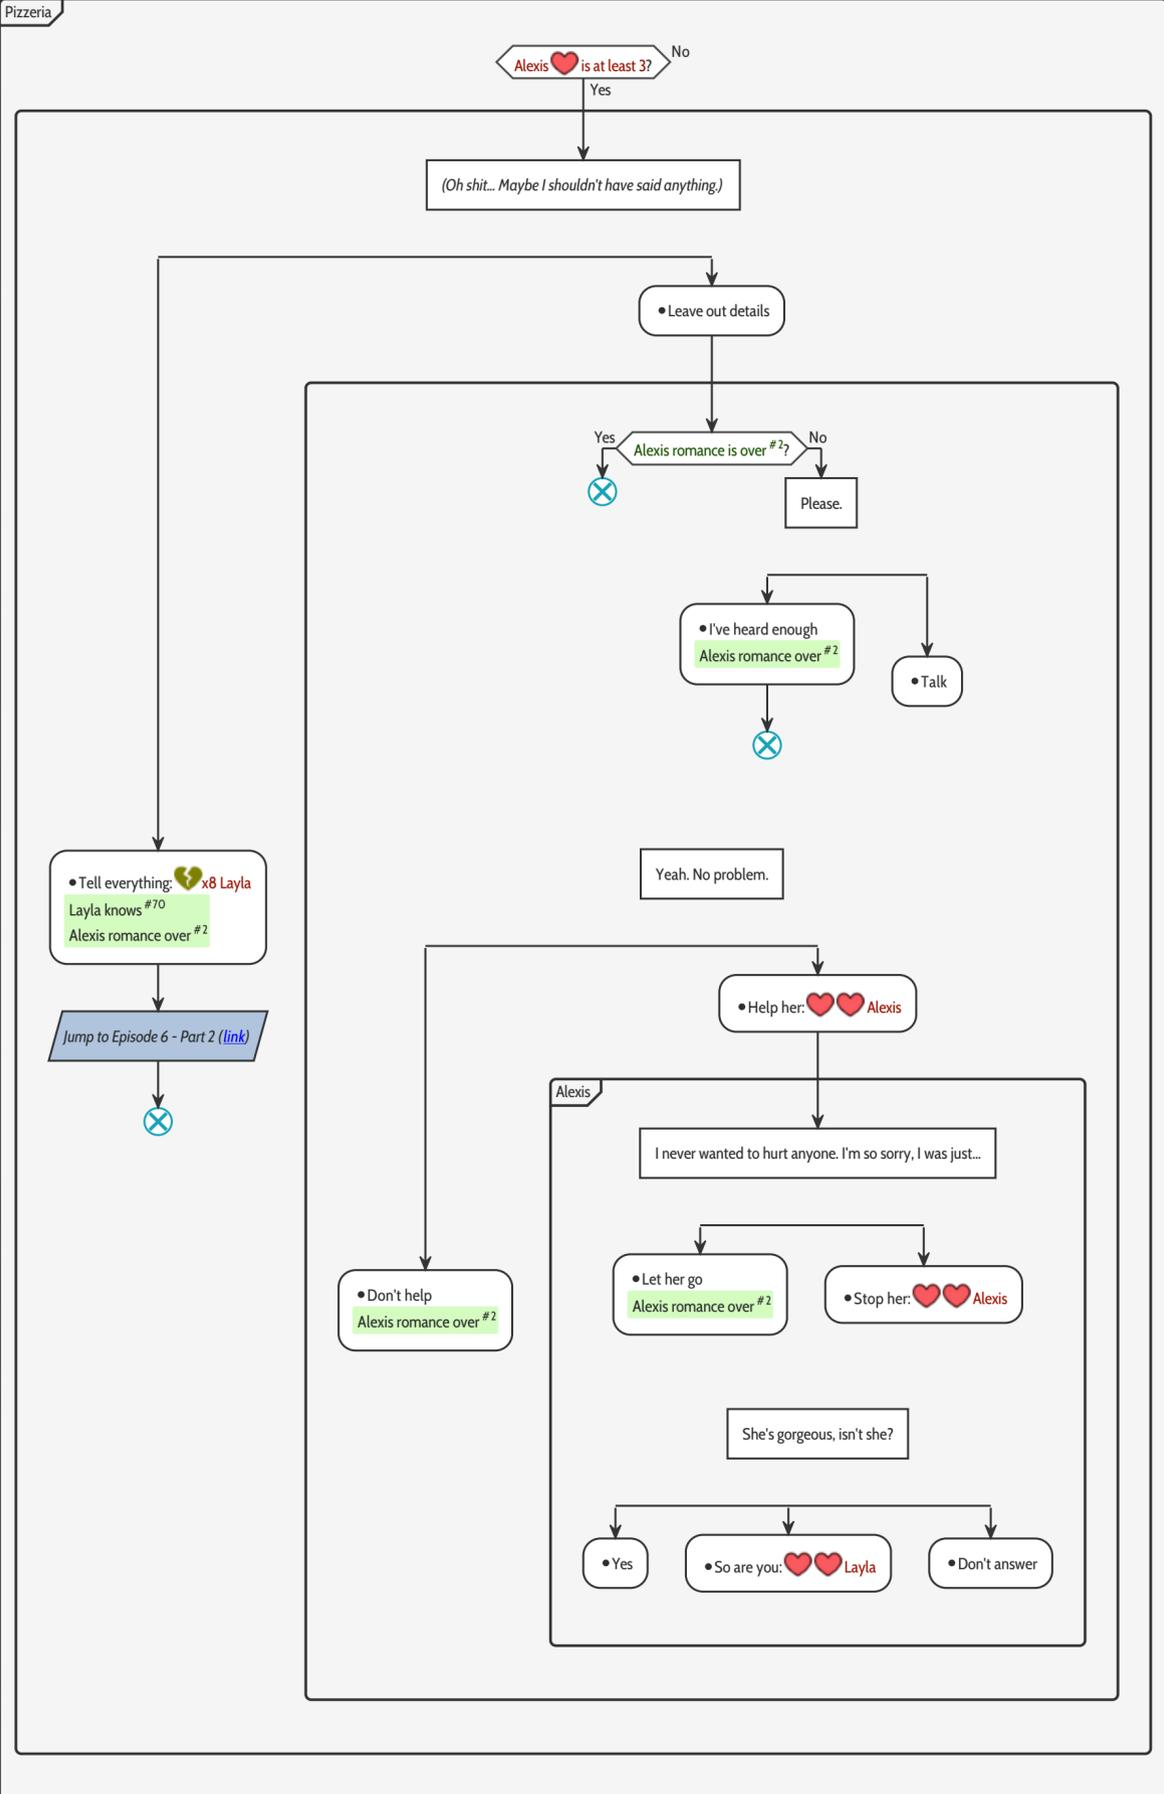 Pizzeria
Alexis is at least 3?
No
Yes
(Oh shit... Maybe I shouldn't have said anything.)
•Leave out details
Yes
Alexis romance is over #2?
No
Please.
•I've heard enough
Alexis romance over #2
•Talk
Yeah. No problem.
•Tell everything: x8 Layla
Layla knows #70
Alexis romance over #2
Jump to Episode 6 - Part 2 (link)
•Help her: Alexis
Alexis
I never wanted to hurt anyone. I'm so sorry, I was just...
•Don't help
Alexis romance over #2
•Let her go
Alexis romance over #2
•Stop her: Alexis
She's gorgeous, isn't she?
•Yes
•So are you: Layla
•Don't answer